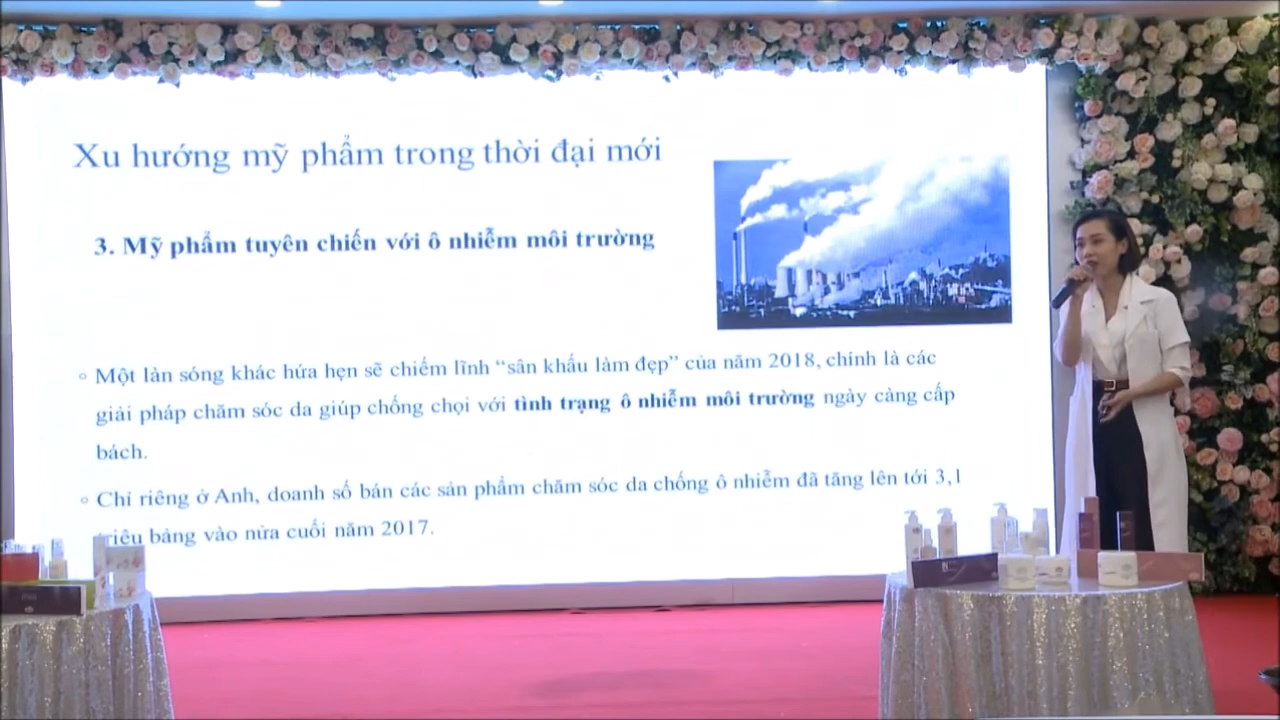 Xu hướng mỹ phẩm trong thời đại mới
3. Mỹ phẩm tuyên chiến với ô nhiễm môi trường
Một làn sóng khác hứa hẹn sẽ chiếm lĩnh “sân khấu làm đẹp” của năm 2018, chính là các
giải pháp chăm sóc da giúp chống chọi với tình trạng ô nhiễm môi trường ngày càng cấp
bách.
Chỉ riêng ở Anh, doanh số bán các sản phẩm chăm sóc da chống ô nhiễm đã tăng lên tới 3,1
triệu bảng vào nửa cuối năm 2017.